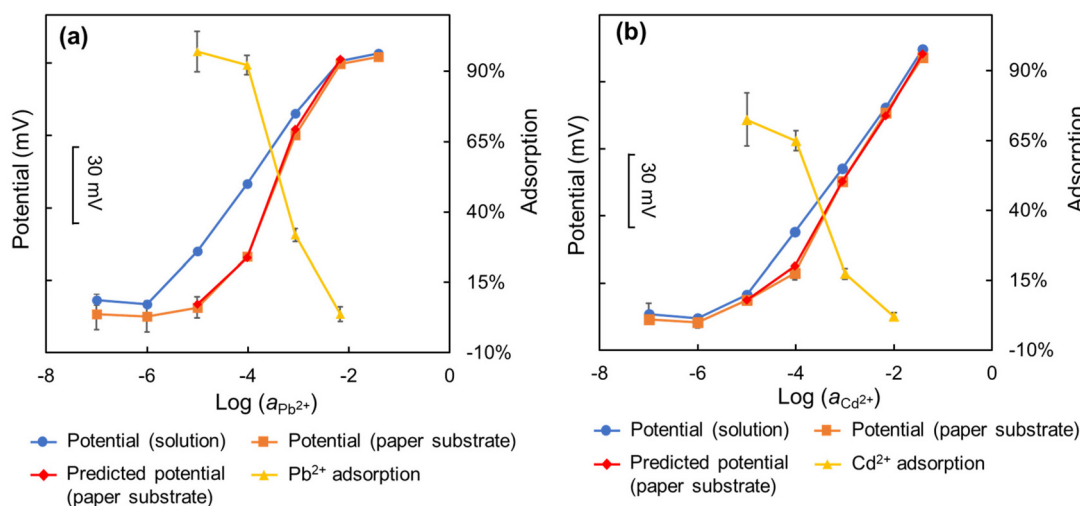 (a)
Potential (mV)
30 mV
90%
65%
40%
15%
-10%
Adsorption
-8
-6
-4
-2
0
Log (aPb²⁺)
Potential (solution)
Potential (paper substrate)
Predicted potential
(paper substrate)
Pb²⁺ adsorption
(b)
Potential (mV)
30 mV
90%
65%
40%
15%
-10%
Adsorption
-8
-6
-4
-2
0
Log (aCd²⁺)
Potential (solution)
Potential (paper substrate)
Predicted potential
(paper substrate)
Cd²⁺ adsorption